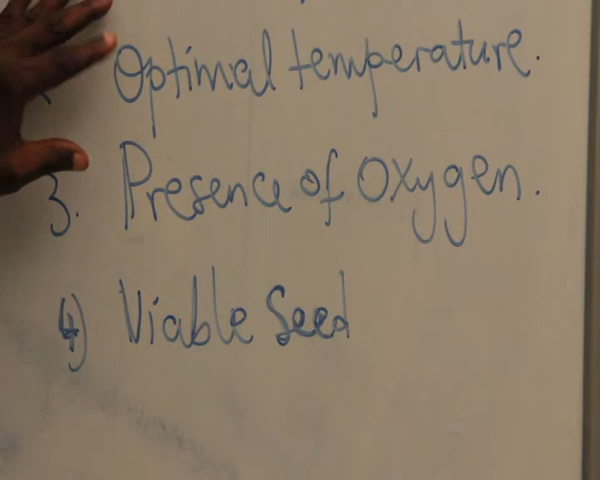 Optimal temperature.
3. Presence of Oxygen.
4) Viable Seed